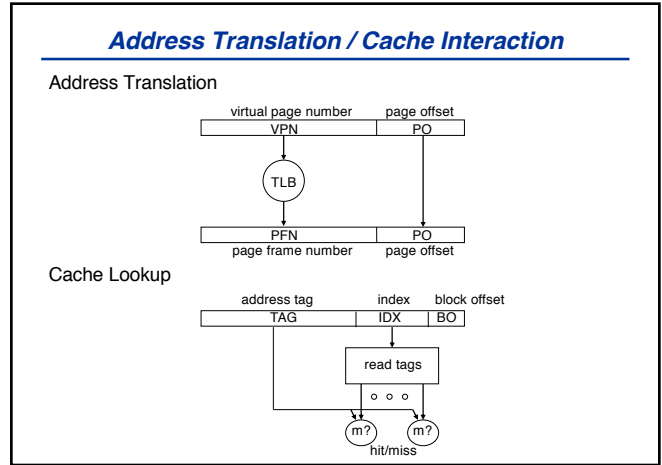 Address Translation / Cache Interaction
Address Translation
virtual page number page offset
VPN PO
TLB
PFN PO
page frame number page offset
Cache Lookup
address tag index block offset
TAG IDX BO
read tags
m? m?
hit/miss